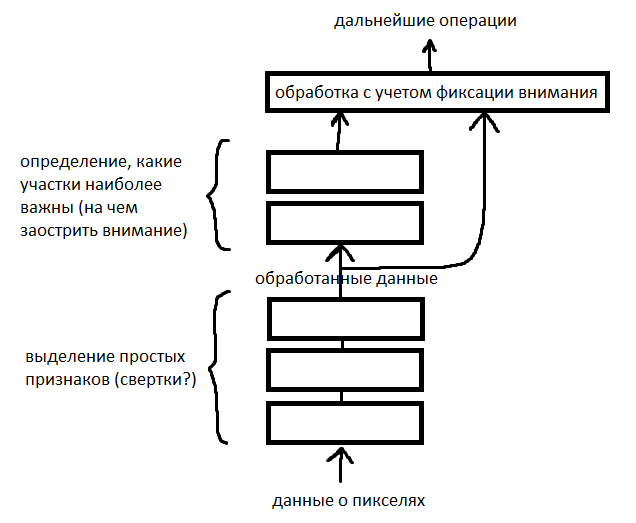 дальнейшие операции
обработка с учетом фиксации внимания
определение, какие
участки наиболее
важны (на чем
заострить внимание)
обработанные данные
выделение простых
признаков (свертки?)
данные о пикселях